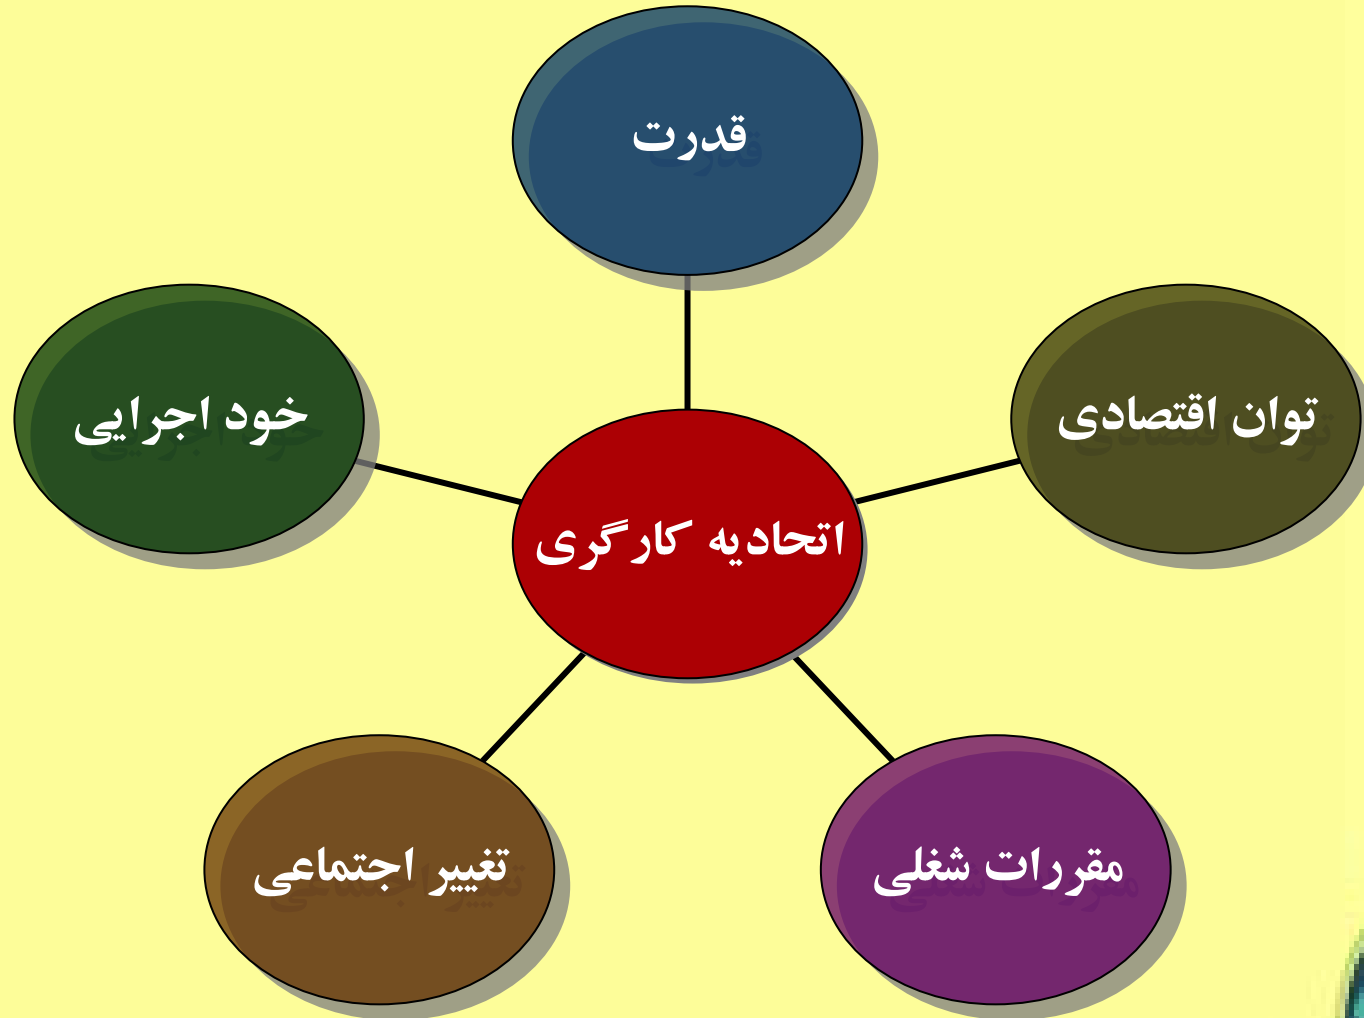 قدرت
توان اقتصادی
خود اجرایی
اتحادیه کارگری
مقررات شغلی
تغییر اجتماعی